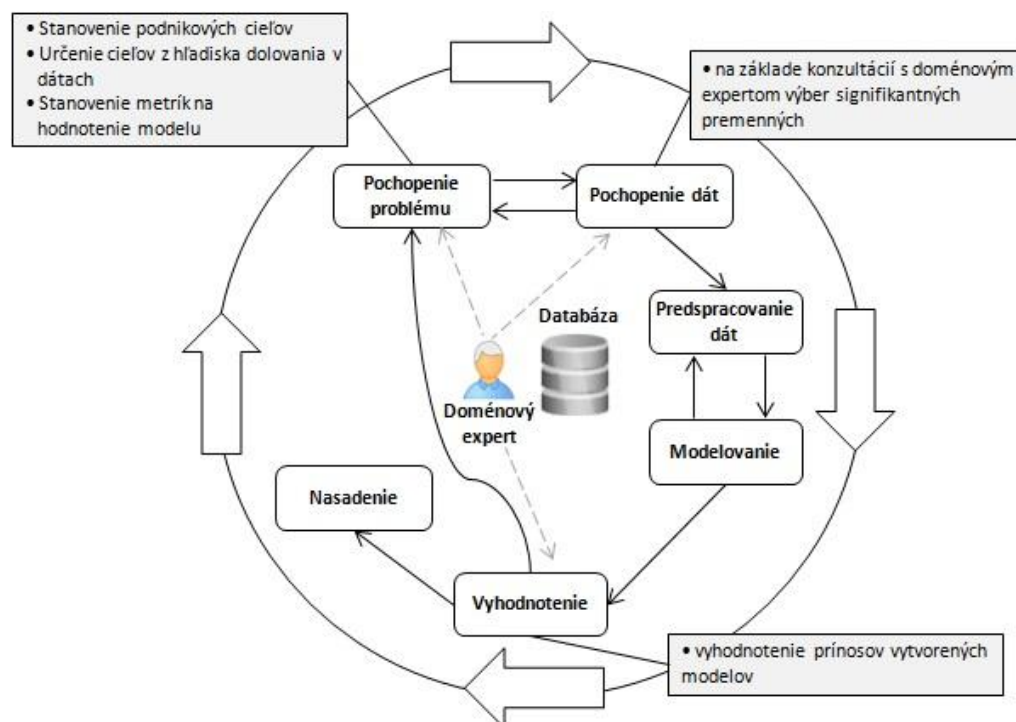 • Stanovenie podnikových cieľov
• Určenie cieľov z hľadiska dolovania v
dátach
• Stanovenie metrík na
hodnotenie modelu
• na základe konzultácií s doménovým
expertom výber signifikantných
premenných
Pochopenie
problému
Pochopenie dát
Predspracovanie
dát
Databáza
Doménový
expert
Modelovanie
Nasadenie
Vyhodnotenie
• vyhodnotenie prínosov vytvorených
modelov